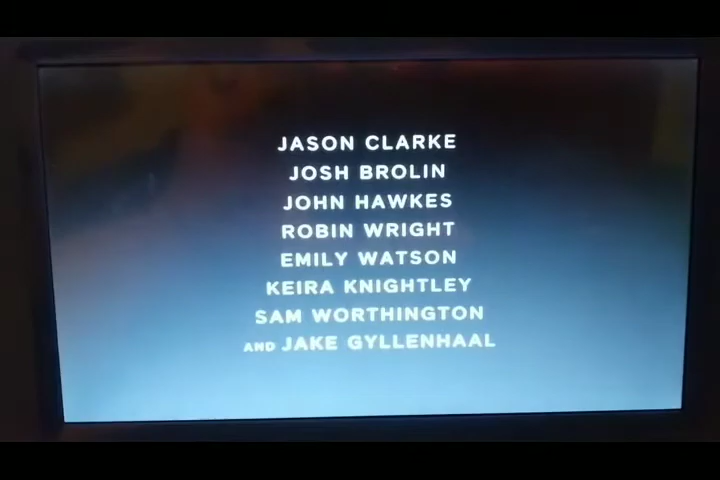 JASON CLARKE
JOSH BROLIN
JOHN HAWKES
ROBIN WRIGHT
EMILY WATSON
KEIRA KNIGHTLEY
SAM WORTHINGTON
AND JAKE GYLLENHAAL